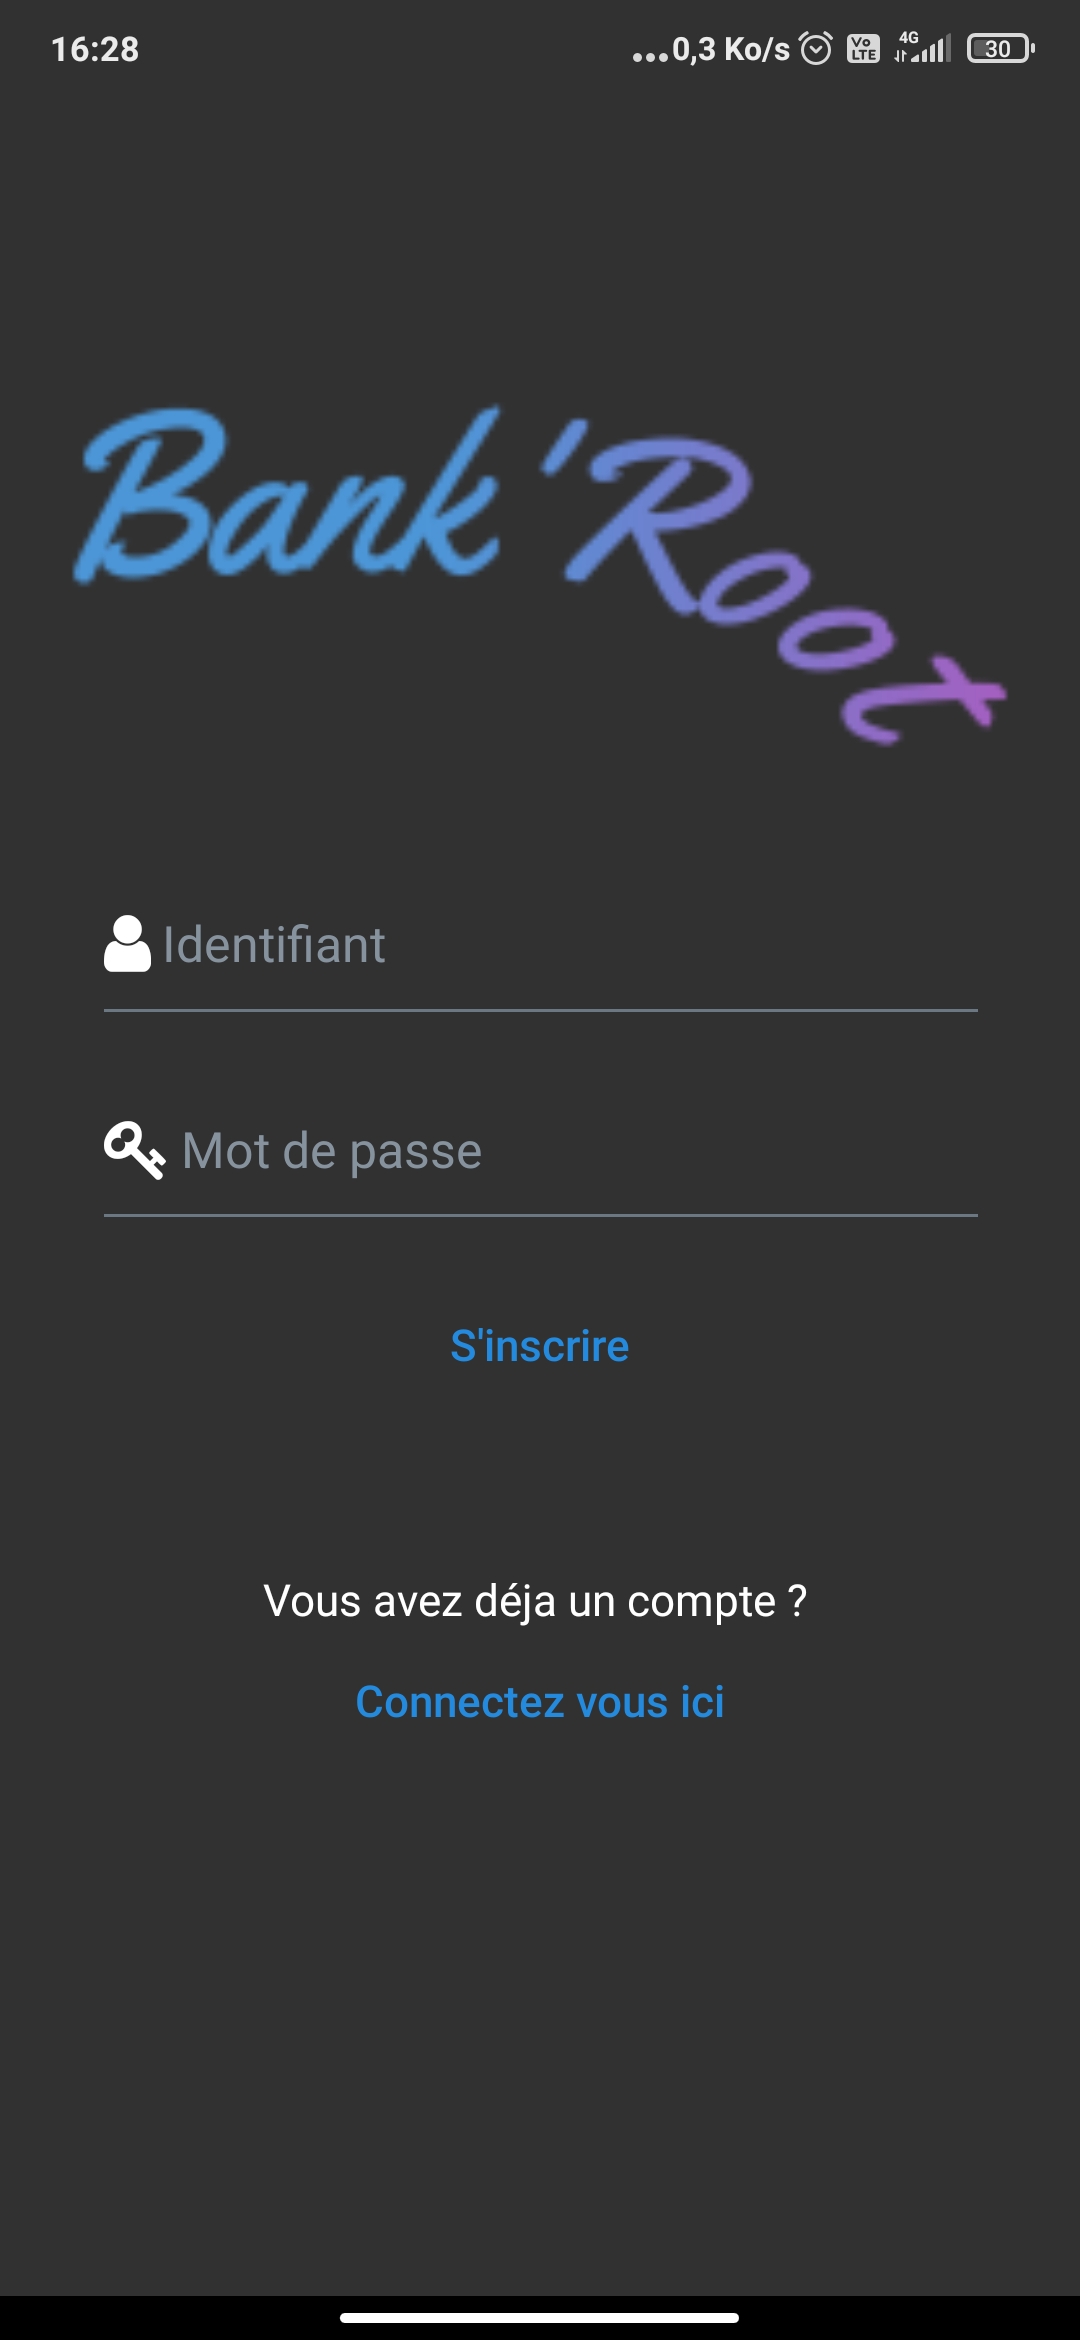 16:28 ...0,3 Ko/s Vo LTE 4G 30
Bank'Root
Identifiant
Mot de passe
S'inscrire
Vous avez déja un compte ?
Connectez vous ici